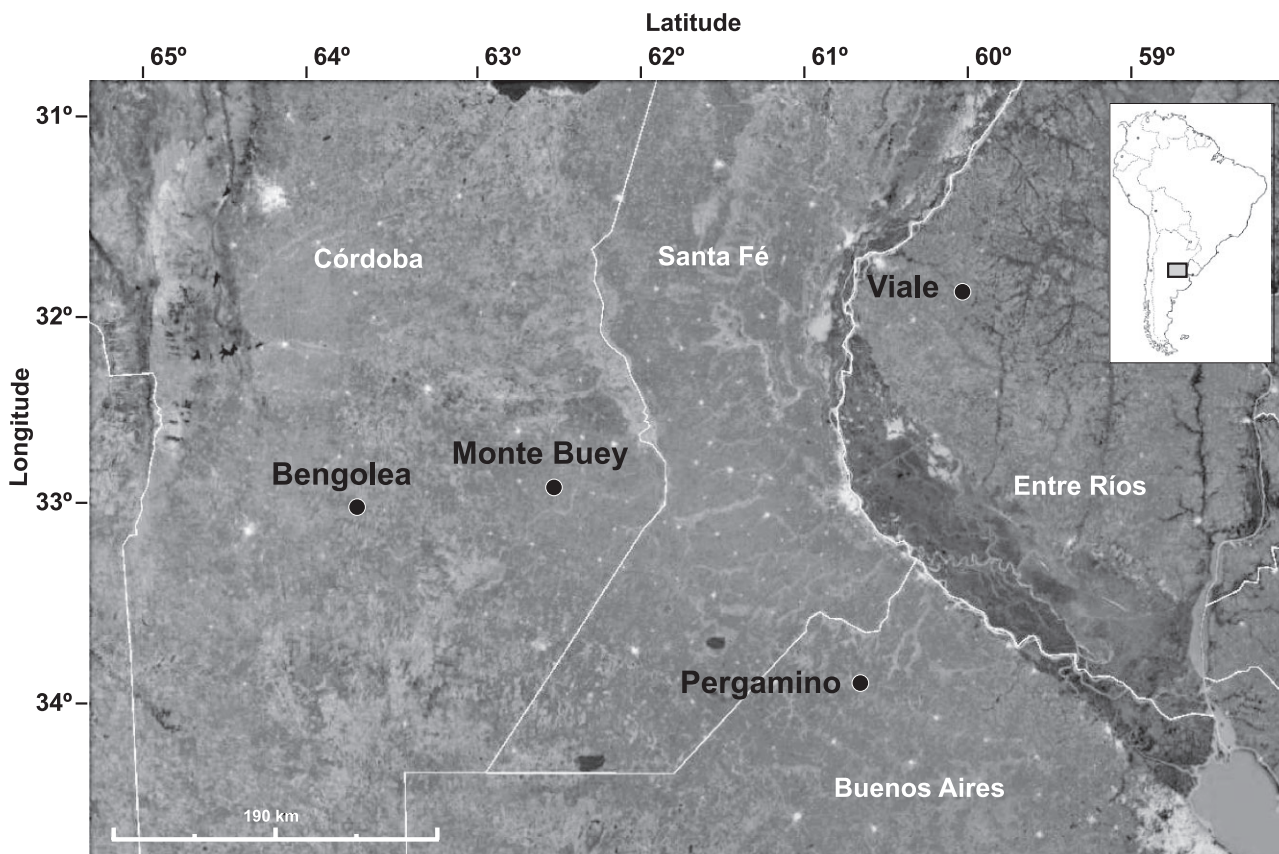 Latitude
65º 64º 63º 62º 61º 60º 59º
31º
Córdoba
Santa Fé
Viale
32º
Longitude
Monte Buey
Bengolea
Entre Ríos
33º
Pergamino
34º
Buenos Aires
190 km